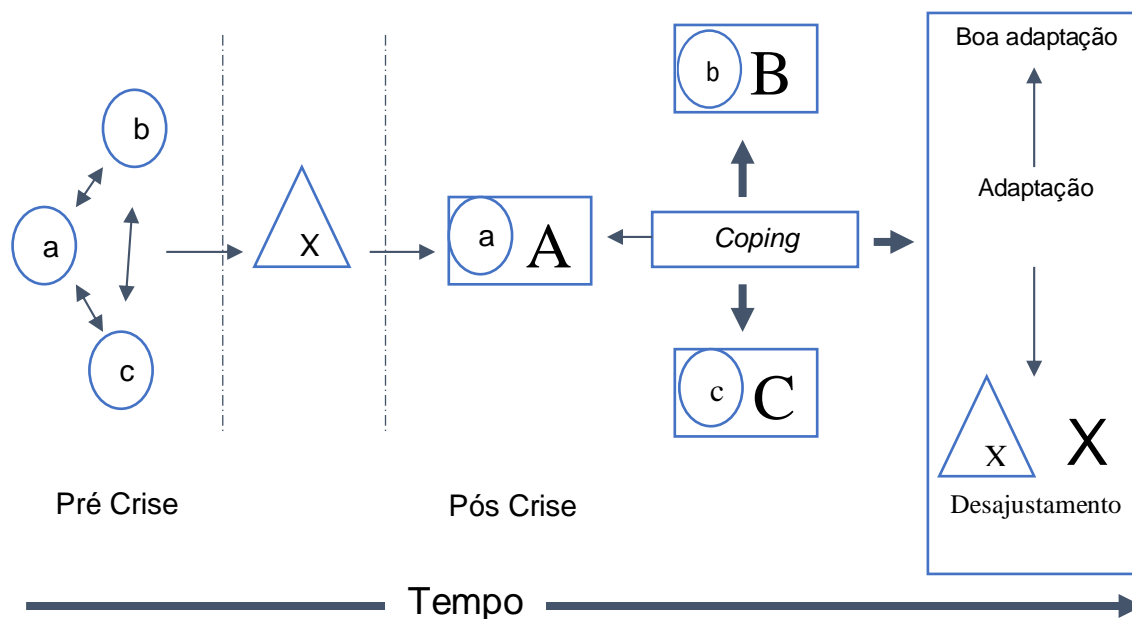 Boa adaptação
b
b B
a
X
a A
Coping
Adaptação
c
c C
X X
Desajustamento
Pré Crise
Pós Crise
Tempo